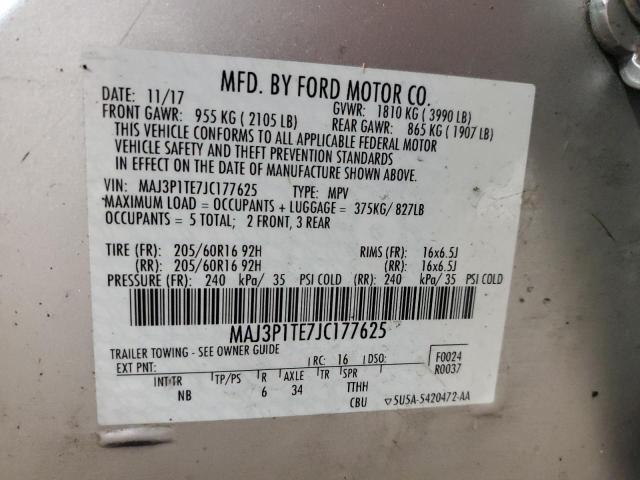 MFD. BY FORD MOTOR CO.
DATE: 11/17 GVWR: 1810 KG ( 3990 LB)
FRONT GAWR: 955 KG ( 2105 LB) REAR GAWR: 865 KG ( 1907 LB)
THIS VEHICLE CONFORMS TO ALL APPLICABLE FEDERAL MOTOR
VEHICLE SAFETY AND THEFT PREVENTION STANDARDS
IN EFFECT ON THE DATE OF MANUFACTURE SHOWN ABOVE.
VIN: MAJ3P1TE7JC177625 TYPE: MPV
MAXIMUM LOAD = OCCUPANTS + LUGGAGE = 375KG/ 827LB
OCCUPANTS = 5 TOTAL; 2 FRONT, 3 REAR
TIRE (FR): 205/60R16 92H RIMS (FR): 16x6.5J
(RR): 205/60R16 92H (RR): 16x6.5J
PRESSURE (FR): 240 kPa/ 35 PSI COLD (RR): 240 kPa/ 35 PSI COLD
MAJ3P1TE7JC177625
TRAILER TOWING - SEE OWNER GUIDE
EXT PNT: RC: 16 DSO: F0024
R0037
INT TR TP/PS R AXLE TR SPR
NB 6 34 TTHH
CBU ▽5U5A-5420472-AA